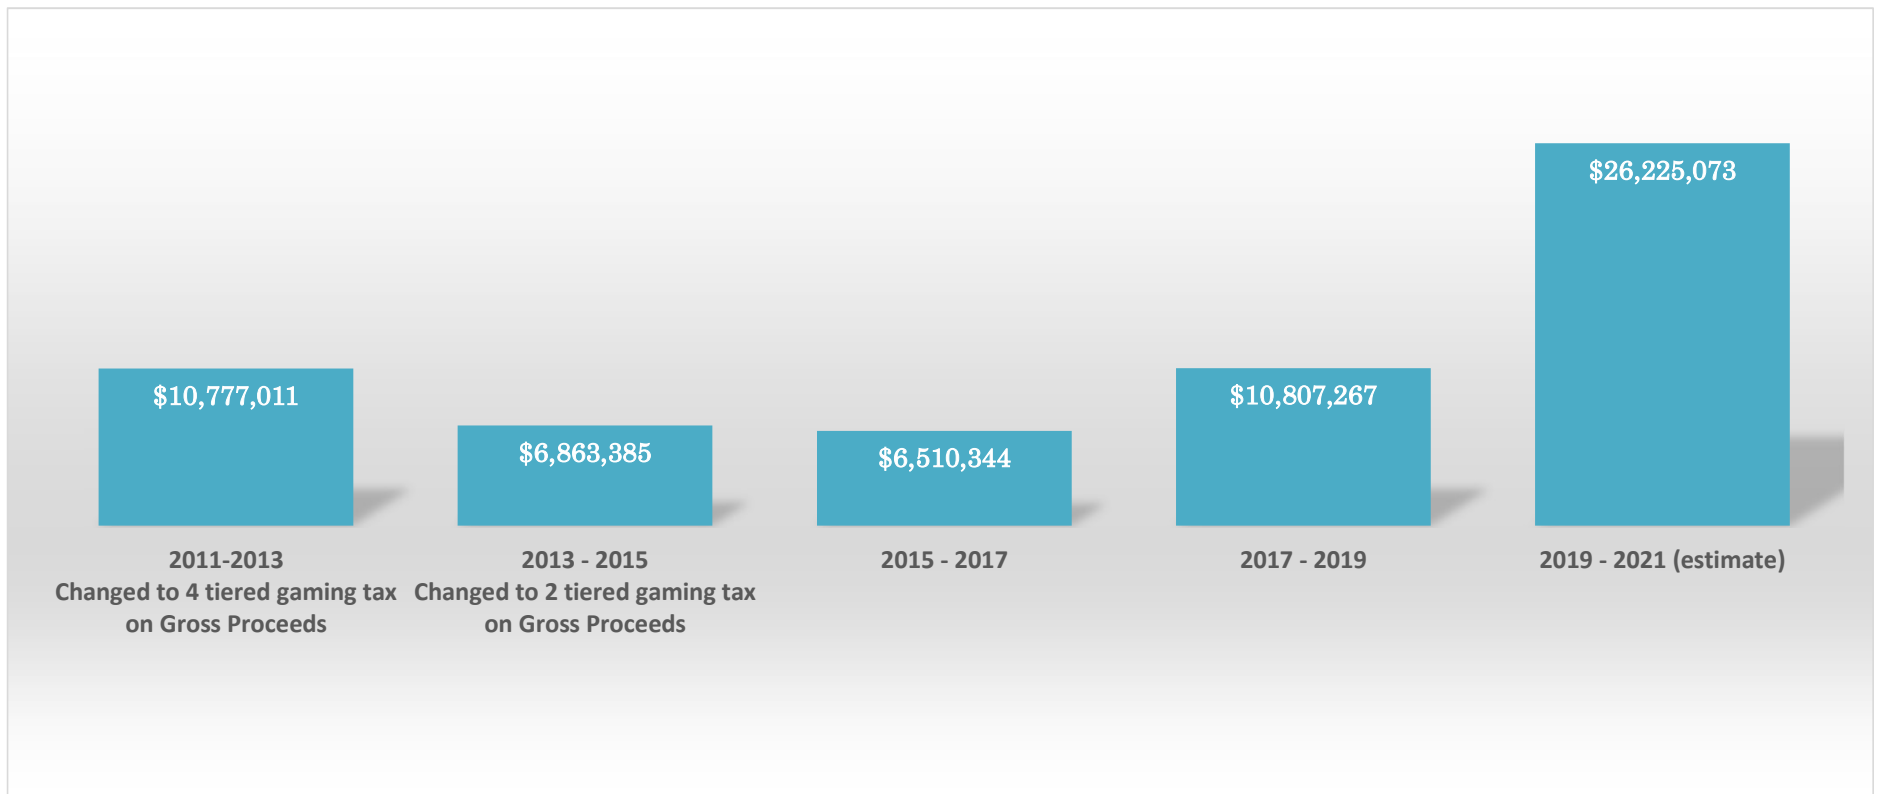 $26,225,073
$10,777,011
$6,863,385
$6,510,344
$10,807,267
2011-2013
Changed to 4 tiered gaming tax
on Gross Proceeds
2013 - 2015
Changed to 2 tiered gaming tax
on Gross Proceeds
2015 - 2017
2017 - 2019
2019 - 2021 (estimate)